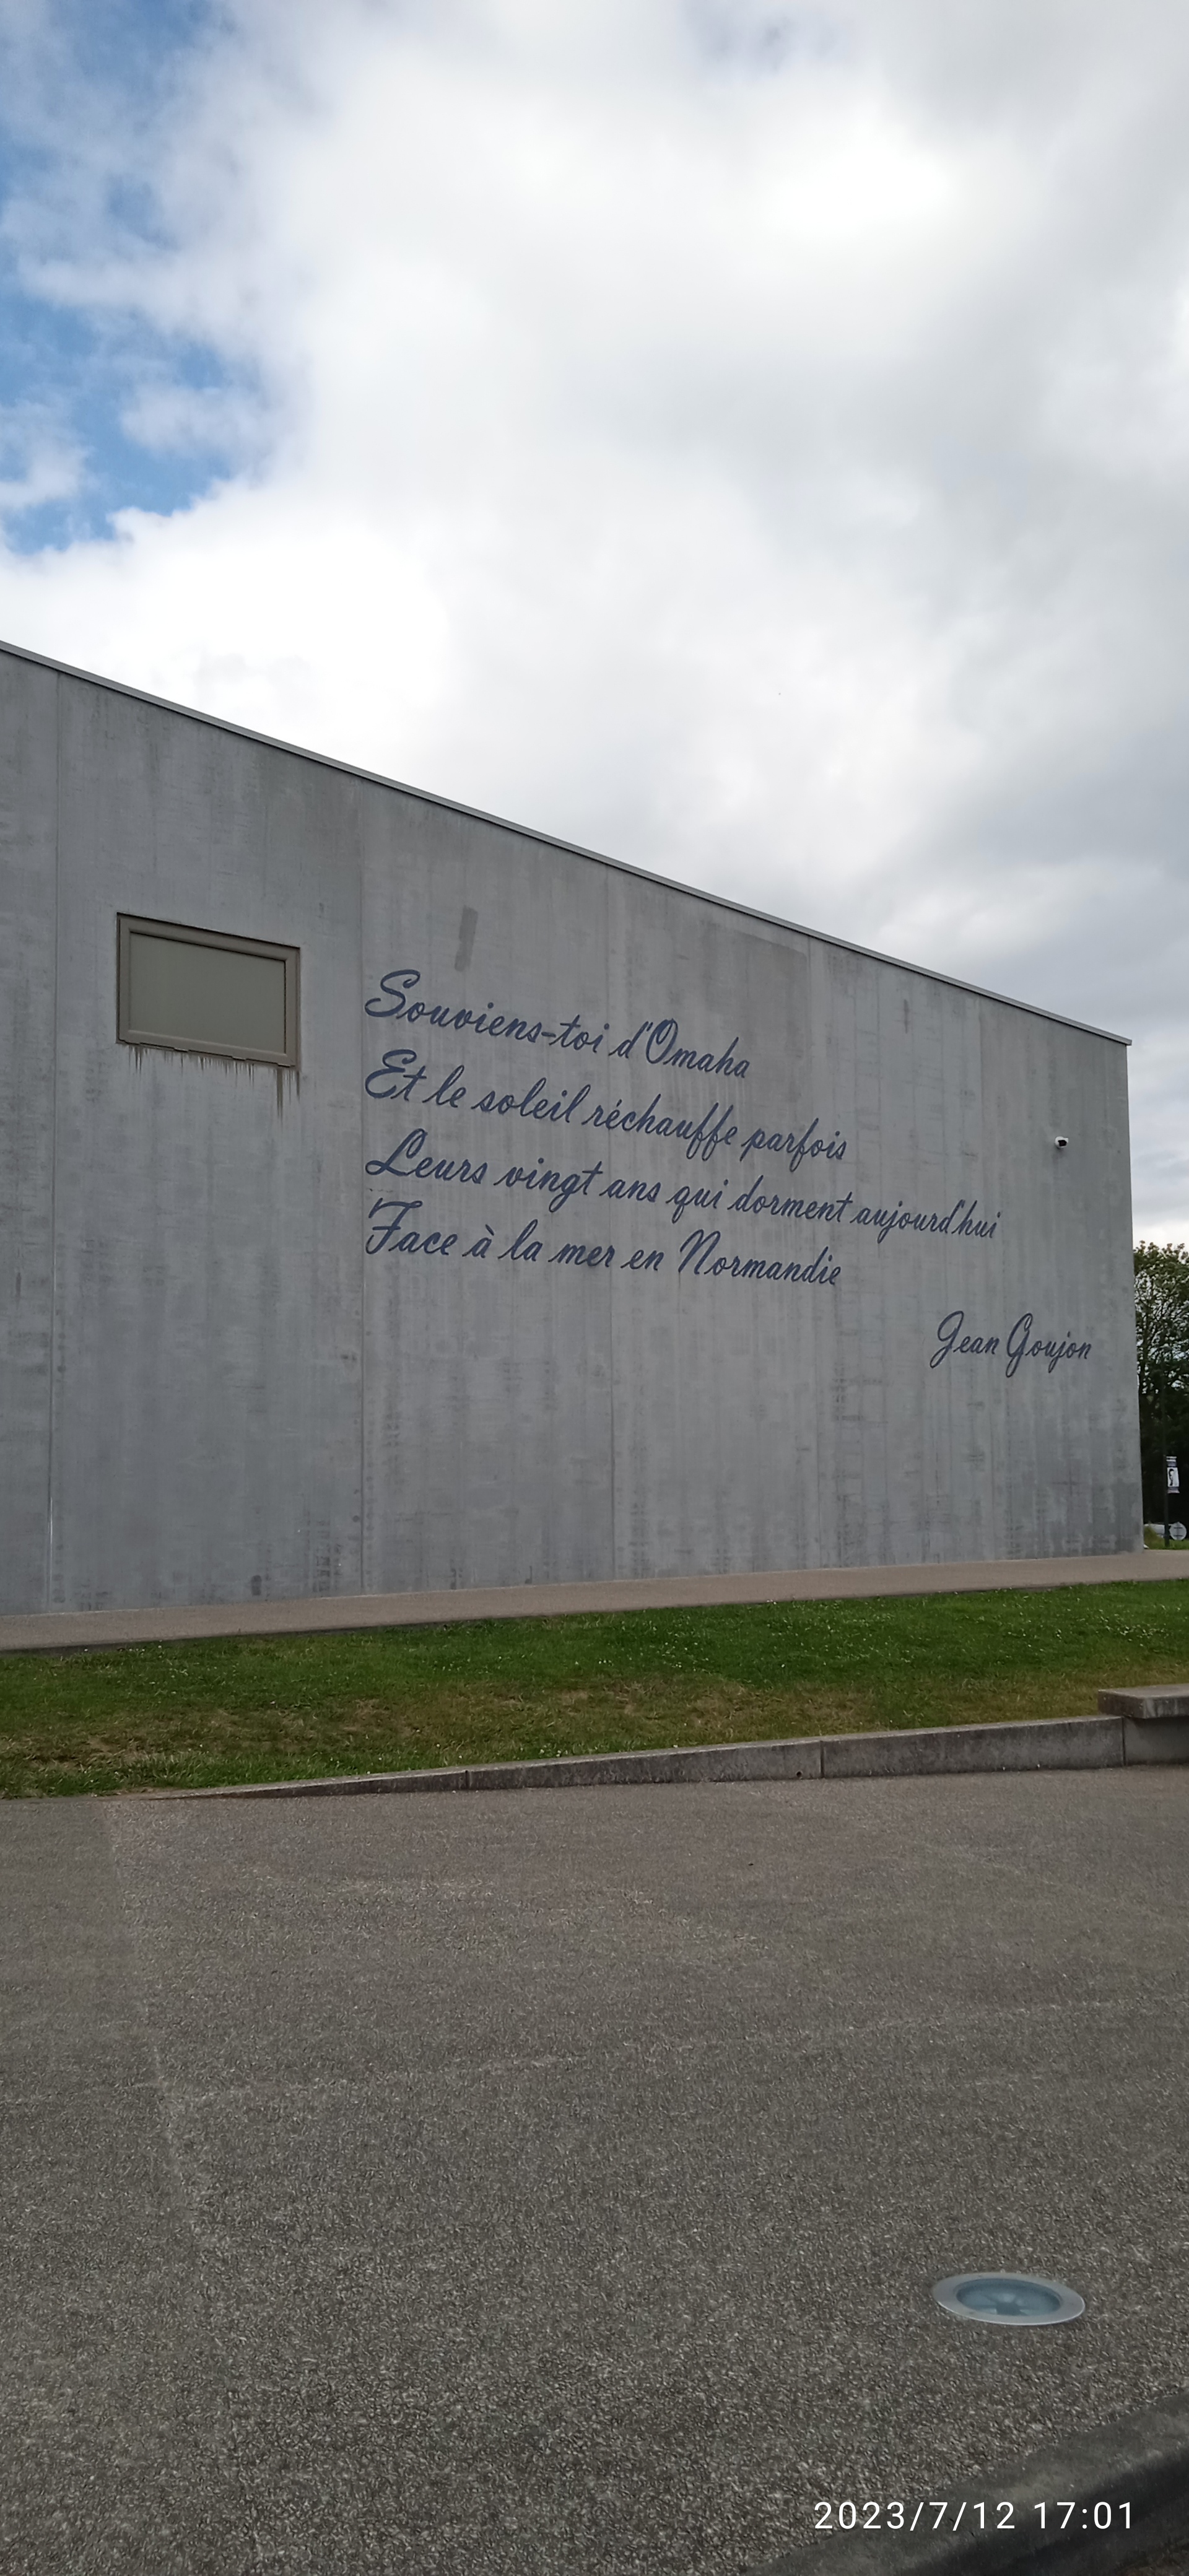 Souviens-toi d'Omaha
Et le soleil réchauffe parfois
Leurs vingt ans qui dorment aujourd'hui
Face à la mer en Normandie
Jean Goujon
2023/7/12 17:01